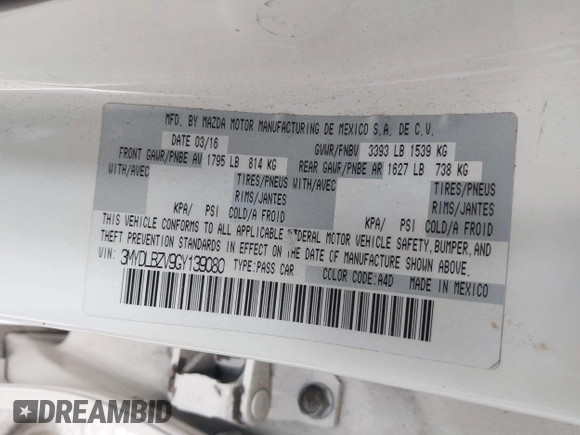 MFD. BY MAZDA MOTOR MANUFACTURING DE MEXICO S.A. DE C.V.
DATE 03/16 GVWR/PNBV 3393 LB 1539 KG
FRONT GAWR/PNBE AV 1795 LB 814 KG REAR GAWR/PNBE AR 1627 LB 738 KG
WITH/AVEC TIRES/PNEUS WITH/AVEC TIRES/PNEUS
RIMS/JANTES RIMS/JANTES
KPA/ PSI COLD/A FROID KPA/ PSI COLD/A FROID
THIS VEHICLE CONFORMS TO ALL APPLICABLE FEDERAL MOTOR VEHICLE SAFETY, BUMPER, AND
THEFT PREVENTION STANDARDS IN EFFECT ON THE DATE OF MANUFACTURE SHOWN ABOVE.
VIN: 3MYDLBZV9GY139080 TYPE: PASS CAR
COLOR CODE: A4D MADE IN MEXICO
DREAMBID